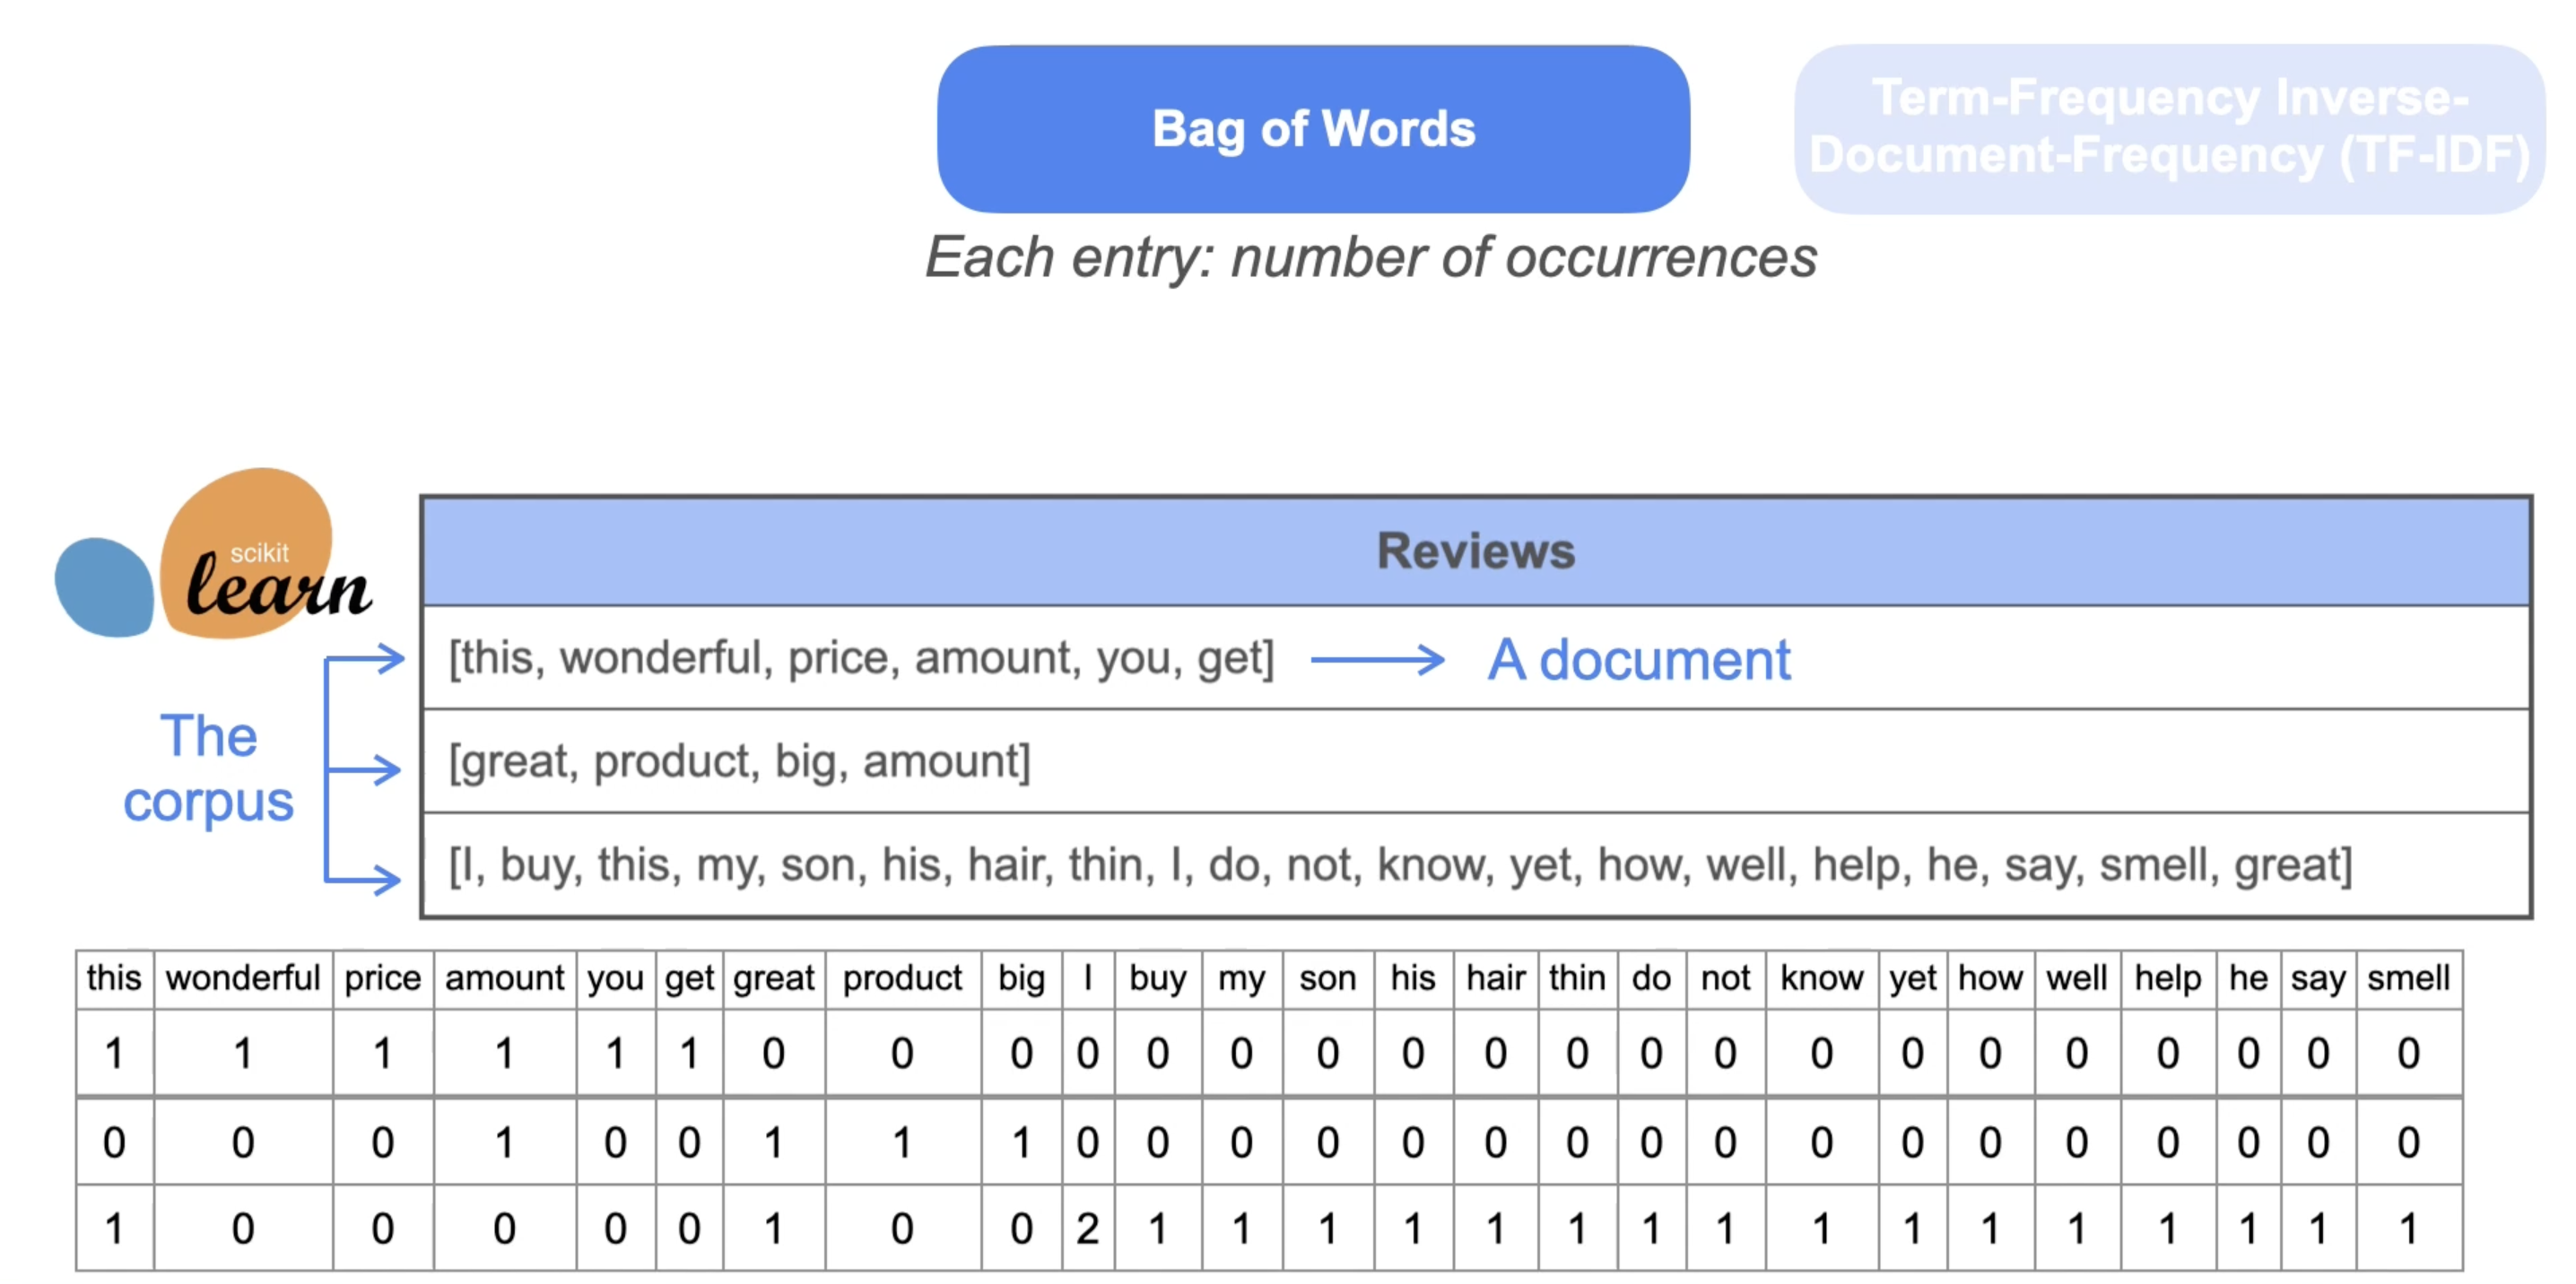 Bag of Words
Term-Frequency Inverse-
Document-Frequency (TF-IDF)
Each entry: number of occurrences
scikit
learn
Reviews
[this, wonderful, price, amount, you, get] A document
The
corpus
[great, product, big, amount]
[I, buy, this, my, son, his, hair, thin, I, do, not, know, yet, how, well, help, he, say, smell, great]
this wonderful price amount you get great product big I buy my son his hair thin do not know yet how well help he say smell
1 1 1 1 1 1 0 0 0 0 0 0 0 0 0 0 0 0 0 0 0 0 0 0 0 0
0 0 0 1 0 0 1 1 1 0 0 0 0 0 0 0 0 0 0 0 0 0 0 0 0 0
1 0 0 0 0 0 1 0 0 2 1 1 1 1 1 1 1 1 1 1 1 1 1 1 1 1